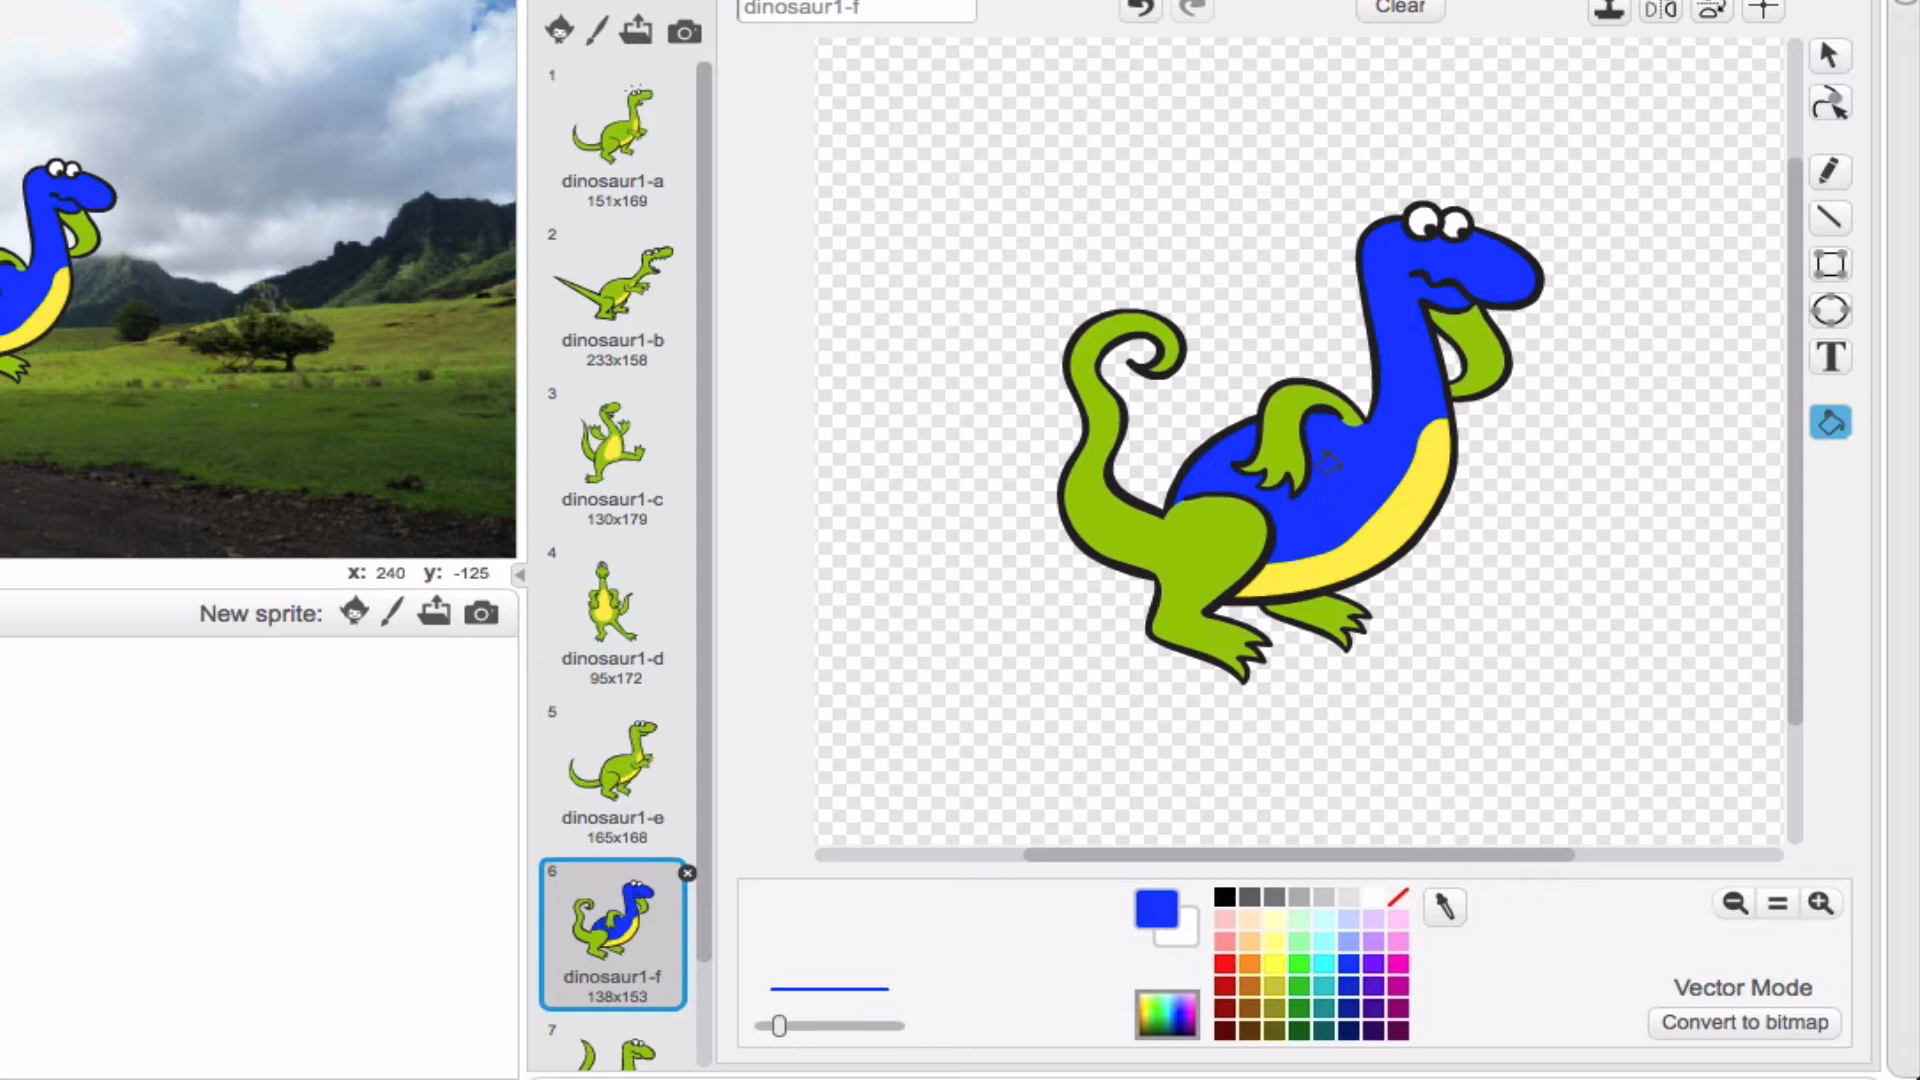 dinosaur1-f
Clear
1
dinosaur1-a
151x169
2
dinosaur1-b
233x158
3
dinosaur1-c
130x179
4
dinosaur1-d
95x172
5
dinosaur1-e
165x168
6
dinosaur1-f
138x153
7
x: 240 y: -125
New sprite:
T
Vector Mode
Convert to bitmap